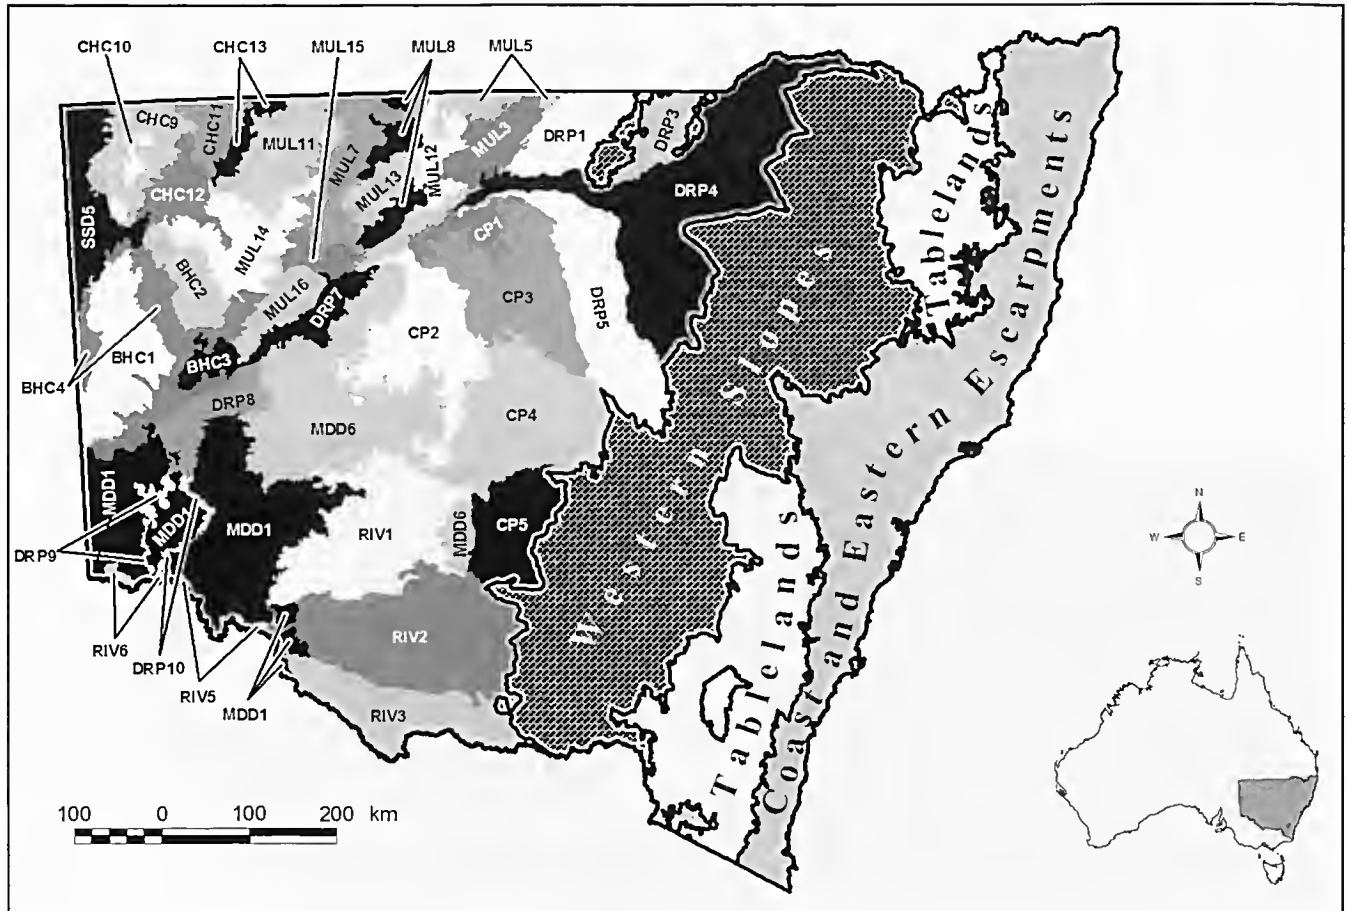 CHC10
CHC13
MUL15
MUL8
MUL5
CHC9
CHC11
MUL11
MUL7
MUL13
MUL12
MUL3
DRP1
DRP3
DRP4
CHC12
SSD5
MUL14
BHC2
MUL16
DRP7
CP1
CP3
DRP5
CP2
BHC1
BHC3
BHC4
DRP8
MDD6
CP4
MDD1
MDD1
MDD1
RIV1
MDD6
CP5
DRP9
RIV6
DRP10
RIV5
MDD1
RIV2
RIV3
Western Slopes
Tablelands
Tablelands
Coast and Eastern Escarpments
N
W E
S
100 0 100 200 km